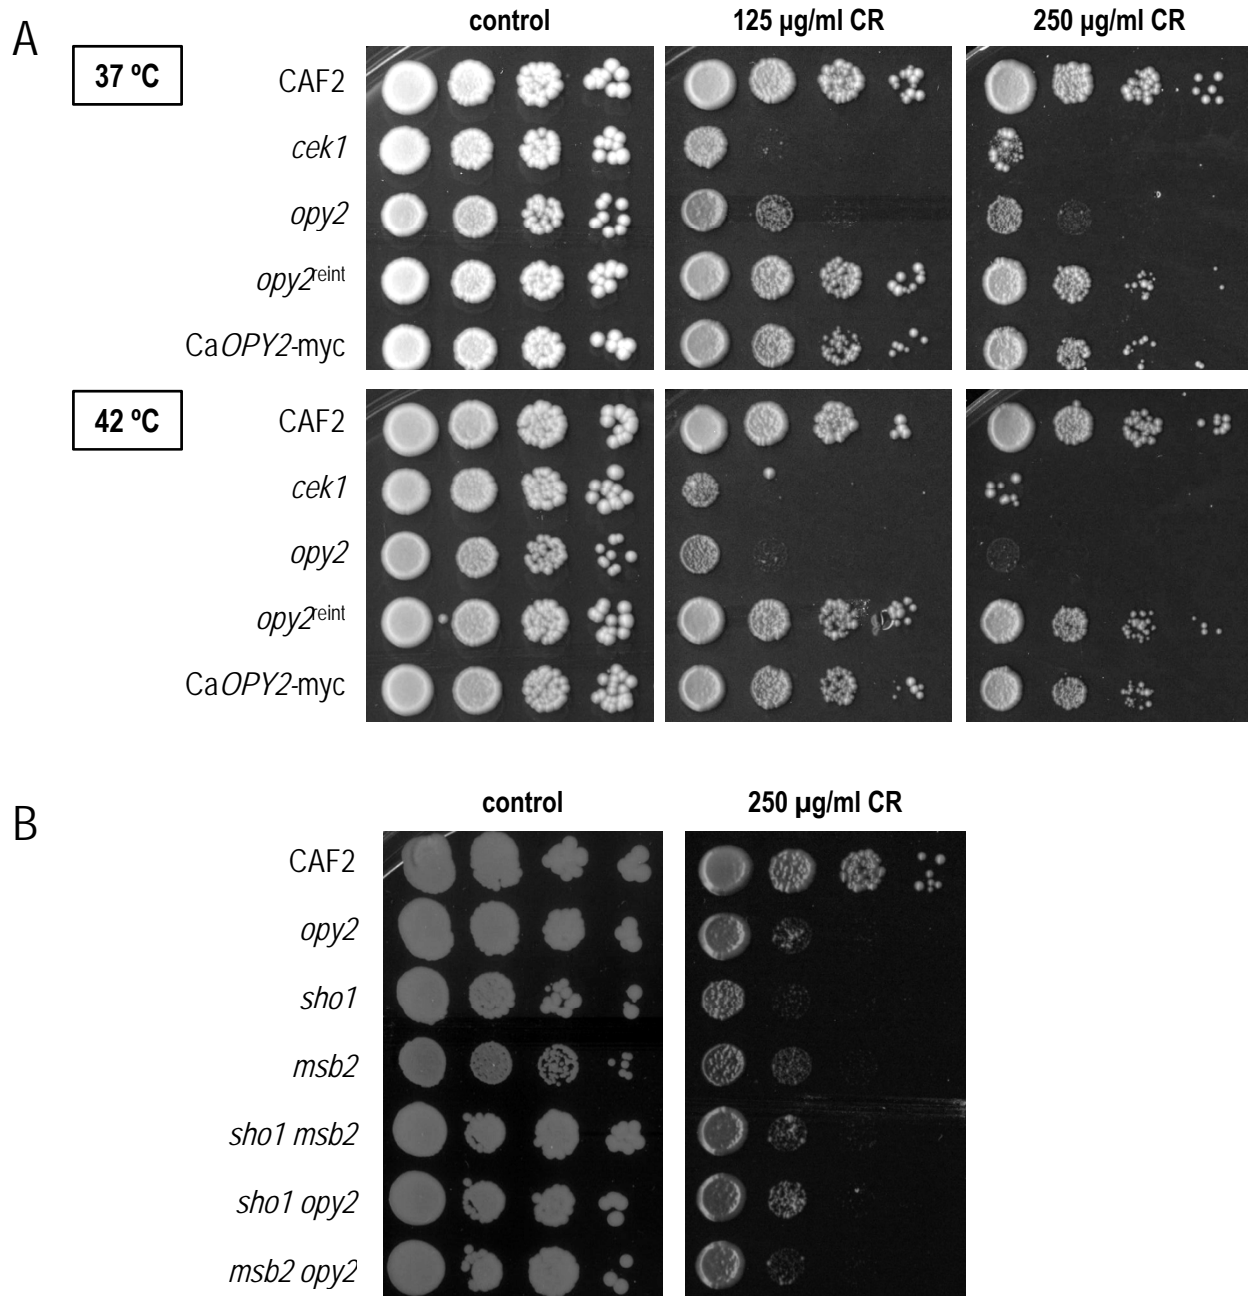 A
control 125 µg/ml CR 250 µg/ml CR
37 ºC
CAF2
cek1
opy2
opy2reint
CaOPY2-myc
42 ºC
CAF2
cek1
opy2
opy2reint
CaOPY2-myc
B
control 250 µg/ml CR
CAF2
opy2
sho1
msb2
sho1 msb2
sho1 opy2
msb2 opy2